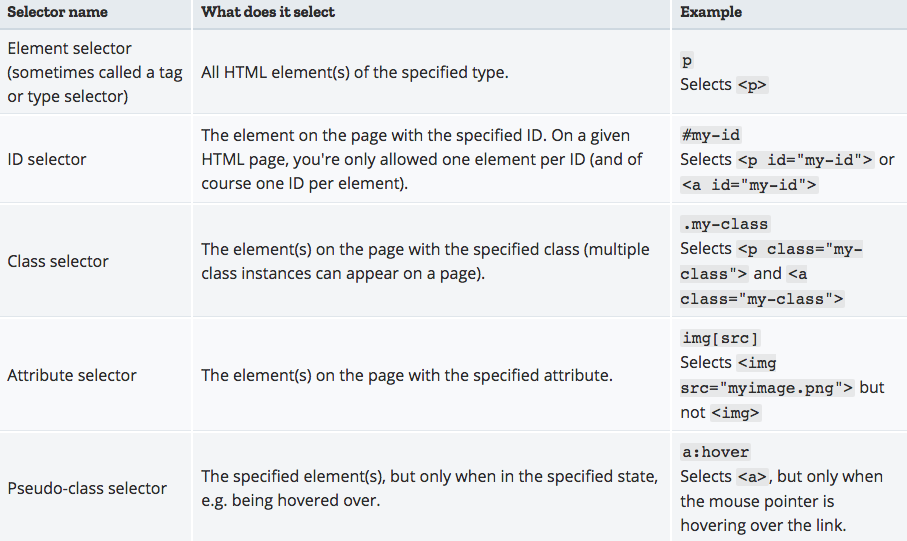 Selector name
What does it select
Example
Element selector
(sometimes called a tag
or type selector)
All HTML element(s) of the specified type.
p
Selects <p>
ID selector
The element on the page with the specified ID. On a given
HTML page, you're only allowed one element per ID (and of
course one ID per element).
#my-id
Selects <p id="my-id"> or
<a id="my-id">
Class selector
The element(s) on the page with the specified class (multiple
class instances can appear on a page).
.my-class
Selects <p class="my-
class"> and <a
class="my-class">
Attribute selector
The element(s) on the page with the specified attribute.
img[src]
Selects <img
src="myimage.png"> but
not <img>
Pseudo-class selector
The specified element(s), but only when in the specified state,
e.g. being hovered over.
a:hover
Selects <a>, but only when
the mouse pointer is
hovering over the link.